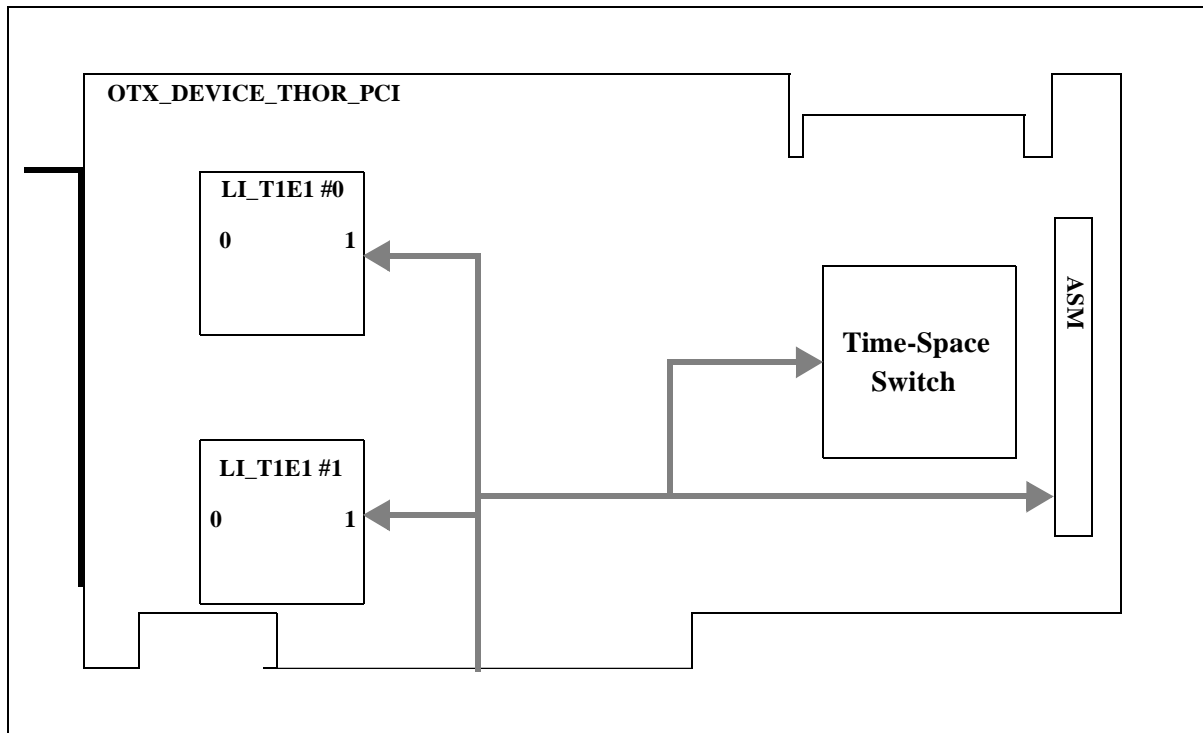 OTX_DEVICE_THOR_PCI
LI_T1E1 #0
0 1
LI_T1E1 #1
0 1
Time-Space
Switch
ASM